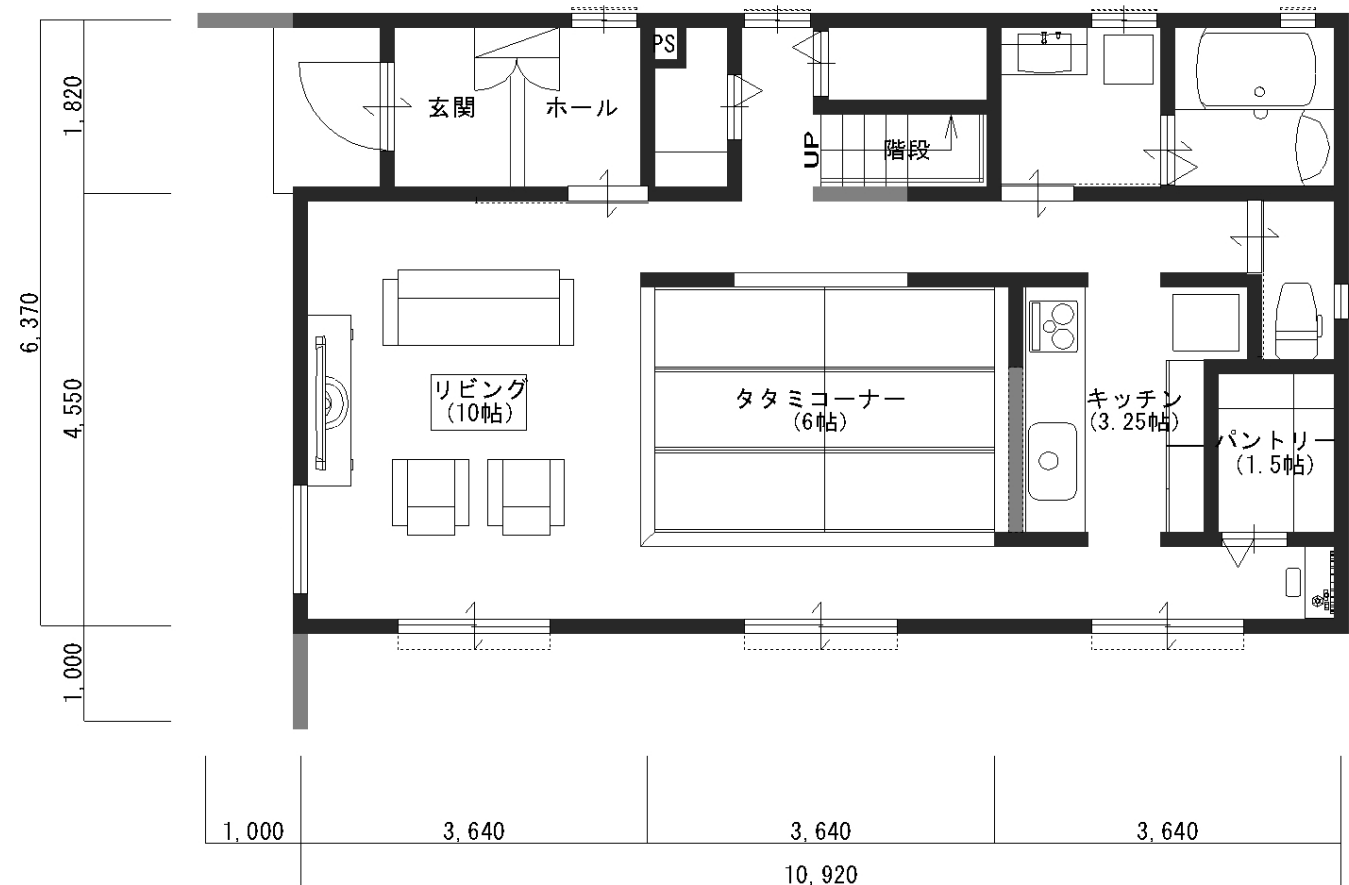 PS
玄関
ホール
UP
階段
1,820
6,370
4,550
1,000
リビング
(10帖)
タタミコーナー
(6帖)
キッチン
(3.25帖)
パントリー
(1.5帖)
1,000
3,640
3,640
3,640
10,920